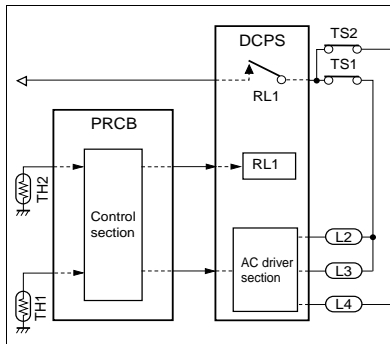 DCPS
TS2
TS1
RL1
PRCB
RL1
TH2
Control
section
L2
AC driver
section
L3
TH1
L4